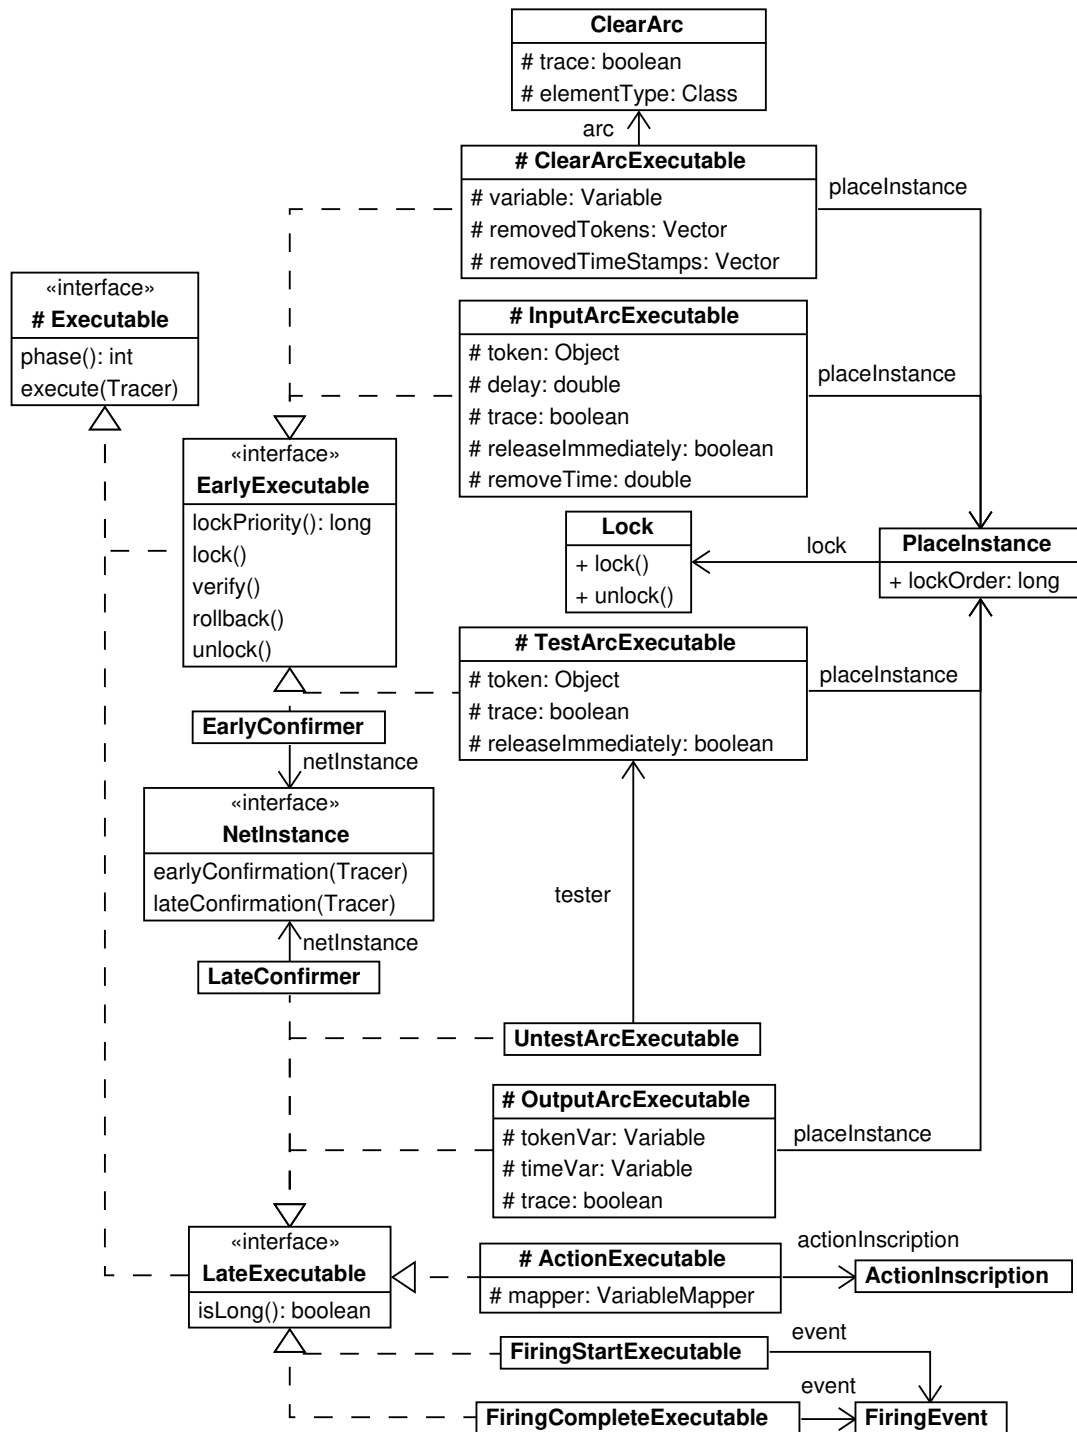 ClearArc
# trace: boolean
# elementType: Class
arc
# ClearArcExecutable
# variable: Variable
# removedTokens: Vector
# removedTimeStamps: Vector
placeInstance
«interface»
# Executable
phase(): int
execute(Tracer)
# InputArcExecutable
# token: Object
# delay: double
# trace: boolean
# releaseImmediately: boolean
# removeTime: double
placeInstance
«interface»
EarlyExecutable
lockPriority(): long
lock()
verify()
rollback()
unlock()
Lock
+ lock()
+ unlock()
lock
PlaceInstance
+ lockOrder: long
# TestArcExecutable
# token: Object
# trace: boolean
# releaseImmediately: boolean
placeInstance
EarlyConfirmer
netInstance
«interface»
NetInstance
earlyConfirmation(Tracer)
lateConfirmation(Tracer)
tester
netInstance
LateConfirmer
UntestArcExecutable
# OutputArcExecutable
# tokenVar: Variable
# timeVar: Variable
# trace: boolean
placeInstance
«interface»
LateExecutable
isLong(): boolean
# ActionExecutable
# mapper: VariableMapper
actionInscription
ActionInscription
FiringStartExecutable
event
FiringCompleteExecutable
event
FiringEvent